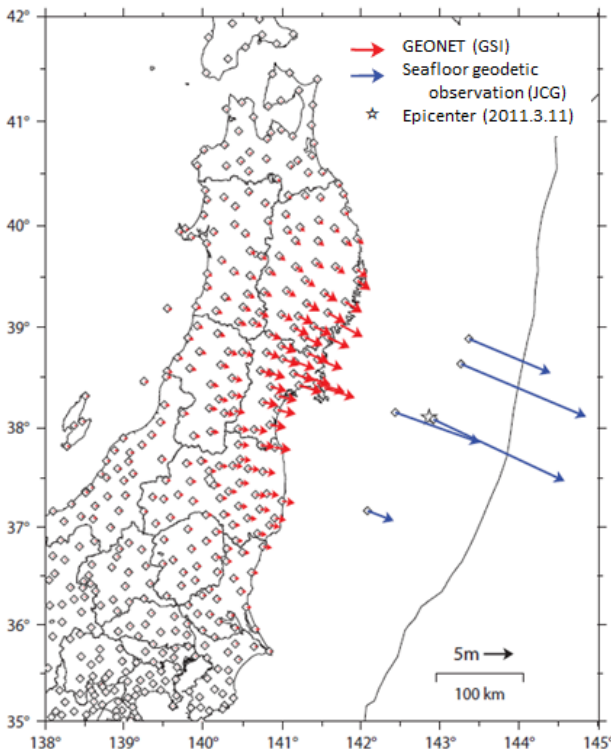 42°
41°
40°
39°
38°
37°
36°
35°
GEONET (GSI)
Seafloor geodetic
observation (JCG)
Epicenter (2011.3.11)
5m
100 km
138° 139° 140° 141° 142° 143° 144° 145°